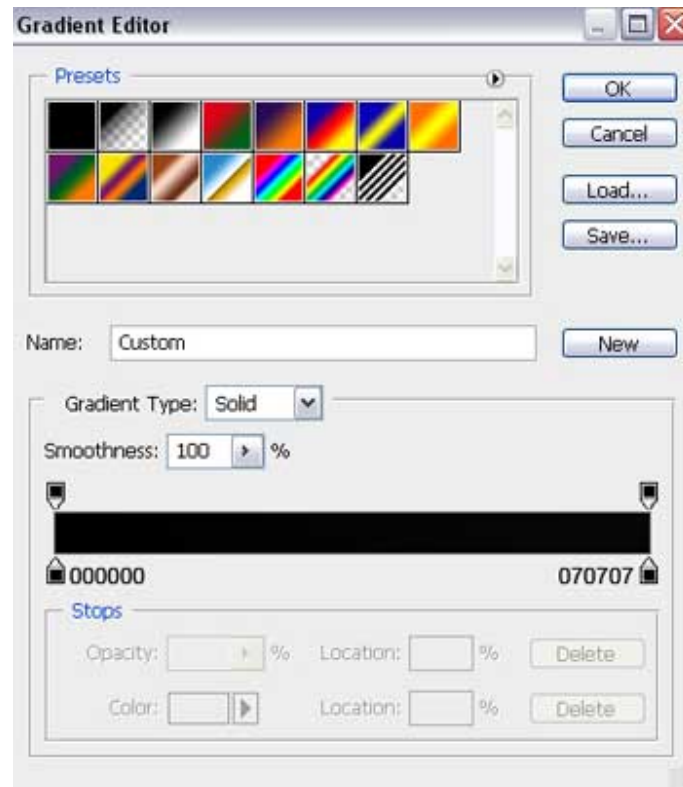 Gradient Editor
Presets
OK
Cancel
Load...
Save...
Name: Custom
New
Gradient Type: Solid
Smoothness: 100 %
000000 070707
Stops
Opacity: % Location: % Delete
Color: Location: % Delete